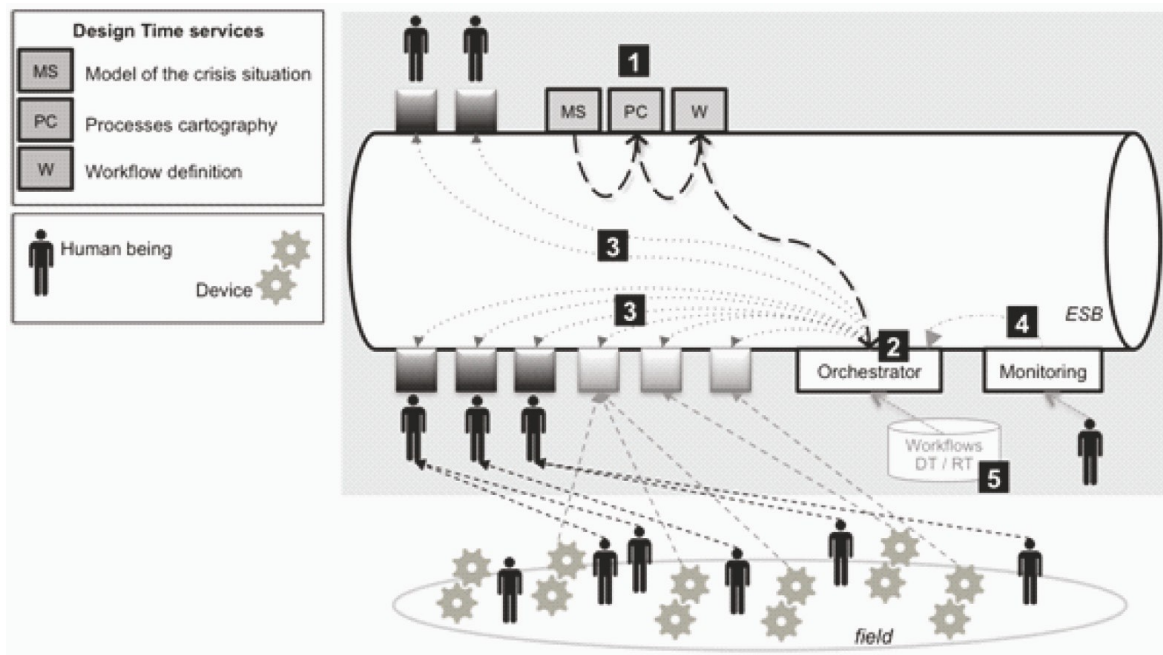 Design Time services
MS Model of the crisis situation
PC Processes cartography
W Workflow definition
Human being
Device
1
MS PC W
3
3
4
ESB
2
Orchestrator
Monitoring
Workflows
DT / RT
5
field